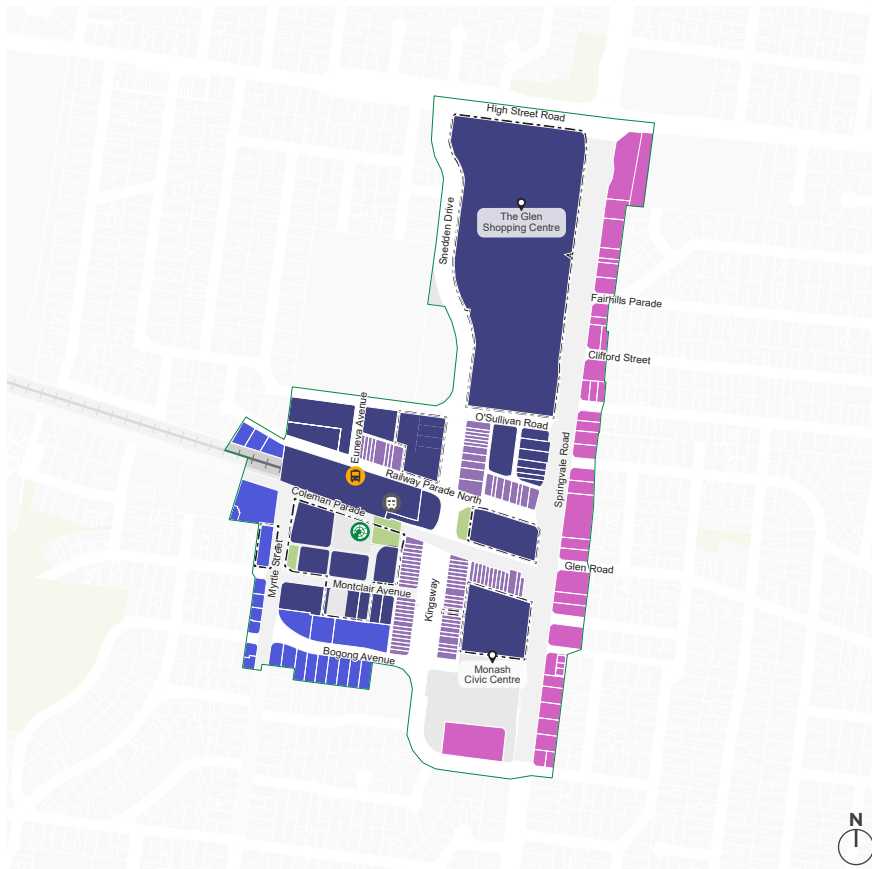 High Street Road
Snedden Drive
The Glen
Shopping Centre
Fairhills Parade
Clifford Street
Euneva Avenue
O'Sullivan Road
Springvale Road
Railway Parade North
Coleman Parade
Myrtle Street
Glen Road
Montclair Avenue
Kingsway
Bogong Avenue
Monash
Civic Centre
N